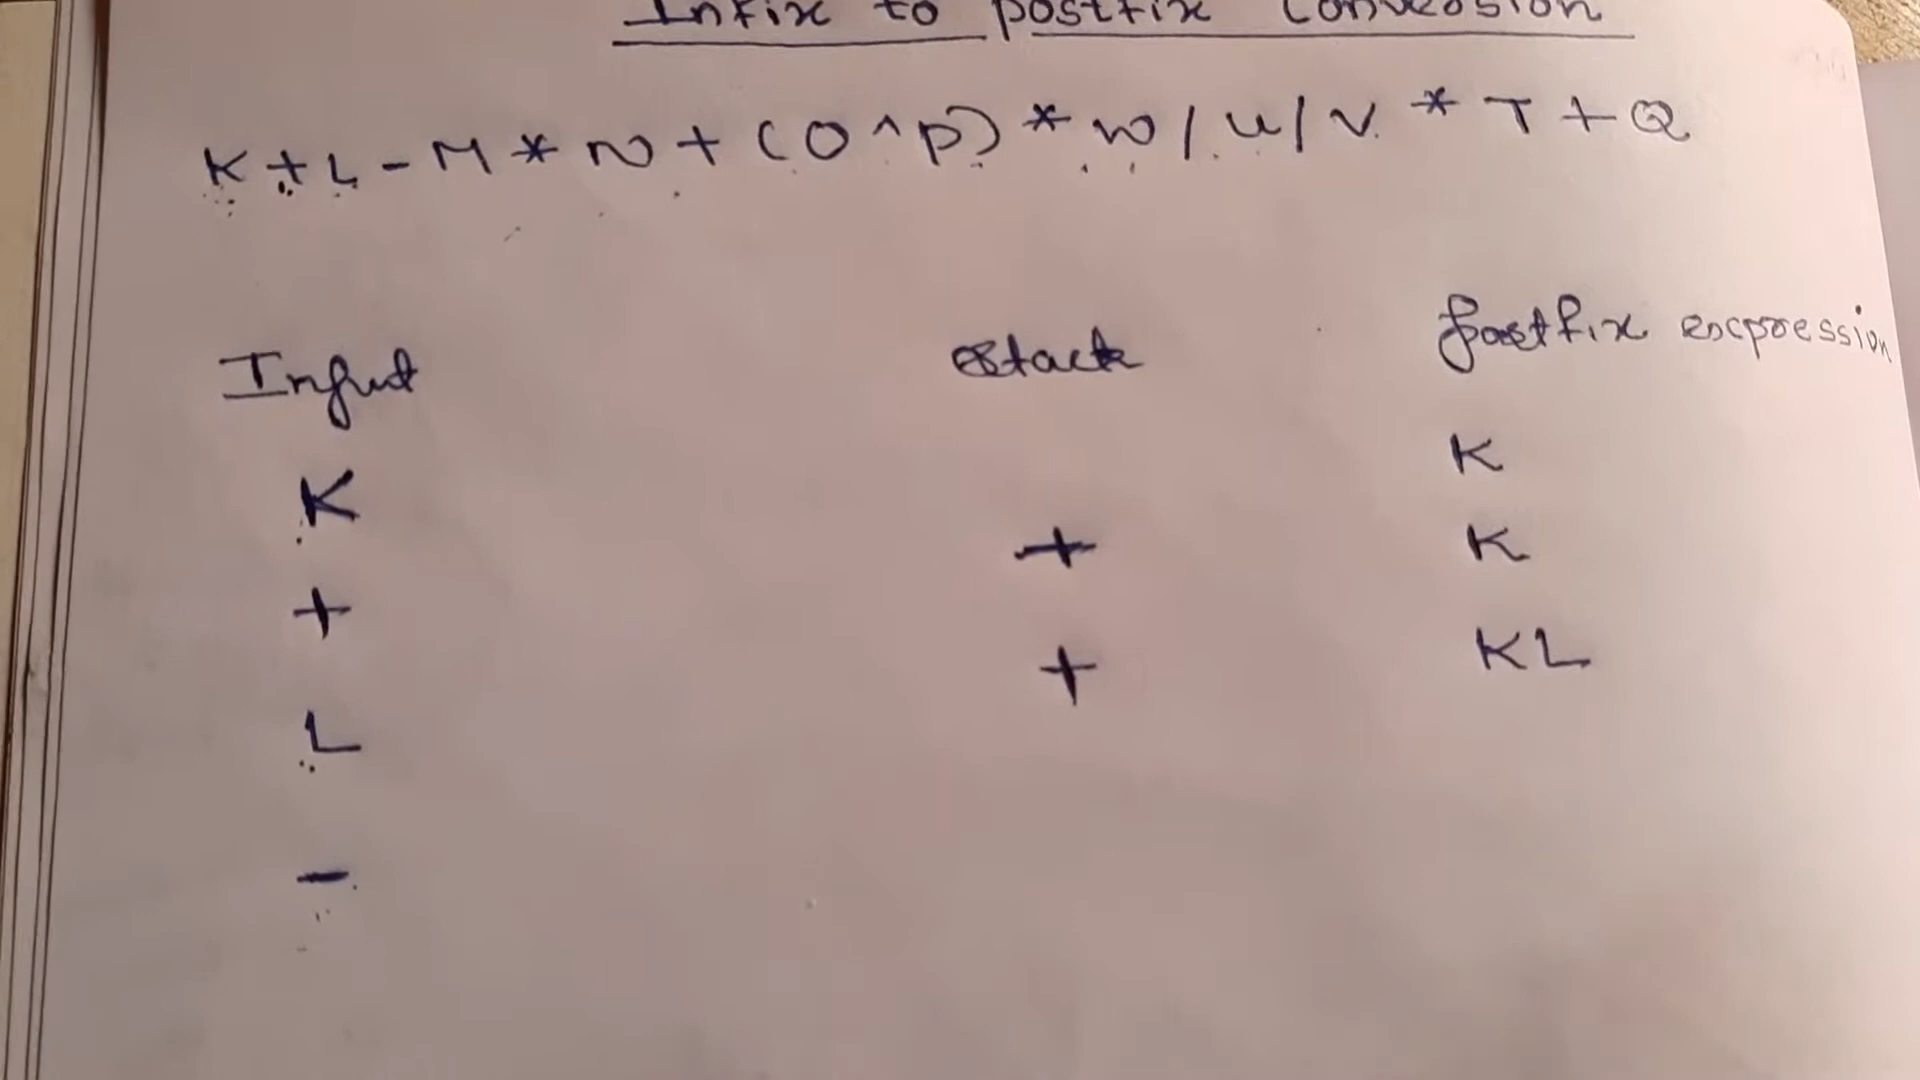 Infix to postfix Conversion
K + L - M * N + ( O ^ P ) * W / U / V * T + Q
Input Stack Postfix expression
K K
+ + K
L + KL
-